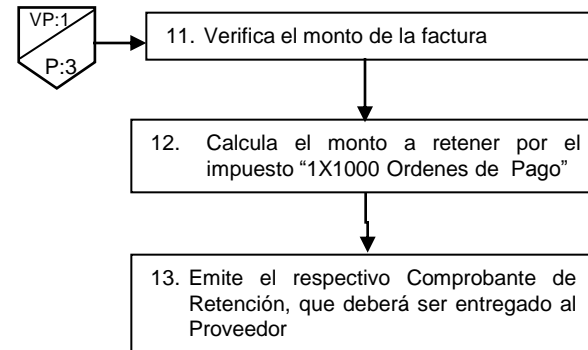 VP:1
P:3
11. Verifica el monto de la factura
12. Calcula el monto a retener por el
impuesto “1X1000 Ordenes de Pago”
13. Emite el respectivo Comprobante de
Retención, que deberá ser entregado al
Proveedor